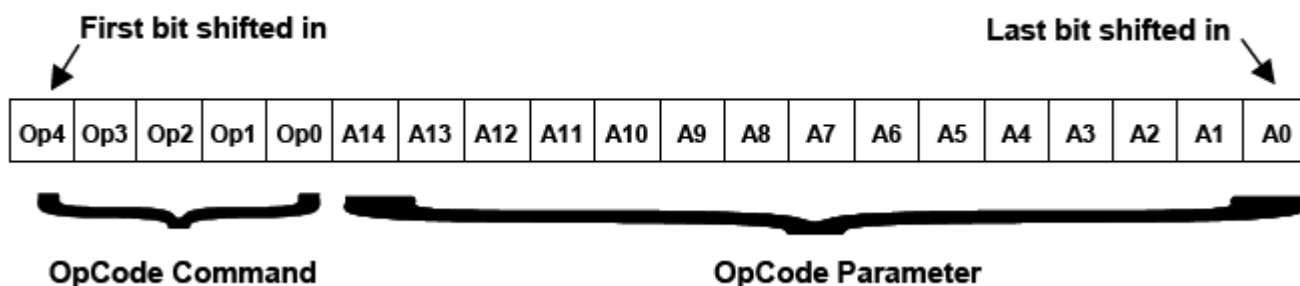 First bit shifted in Last bit shifted in
Op4 Op3 Op2 Op1 Op0 A14 A13 A12 A11 A10 A9 A8 A7 A6 A5 A4 A3 A2 A1 A0
OpCode Command OpCode Parameter